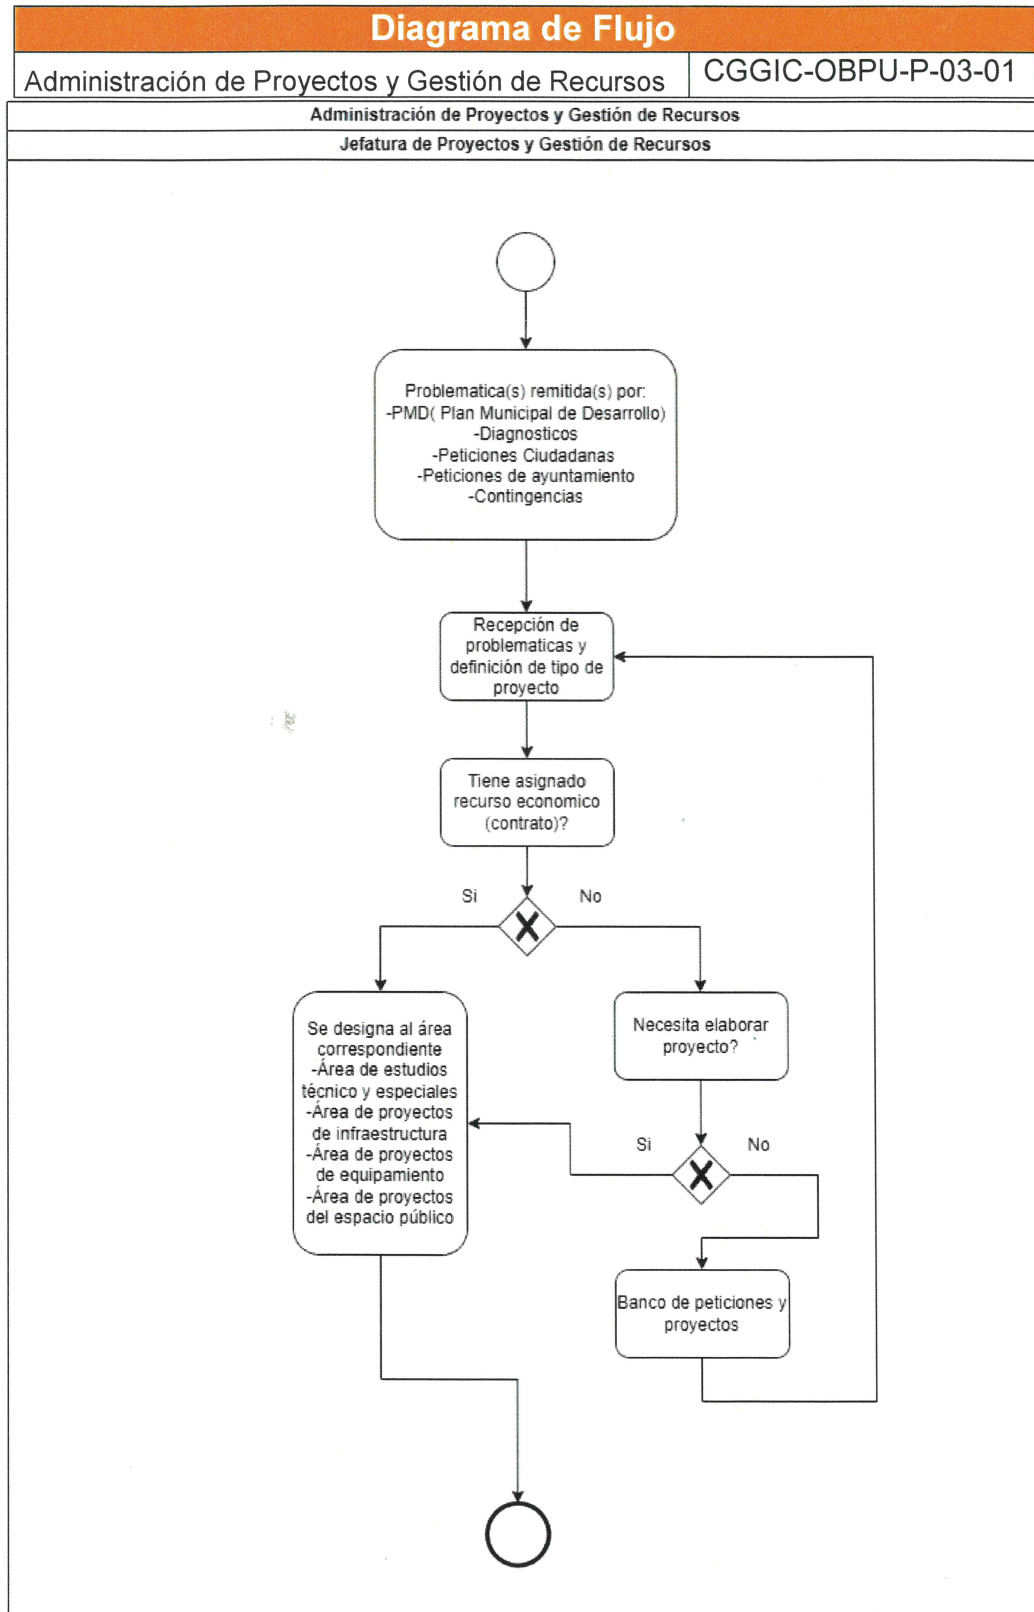 Diagrama de Flujo
Administración de Proyectos y Gestión de Recursos
CGGIC-OBPU-P-03-01
Administración de Proyectos y Gestión de Recursos
Jefatura de Proyectos y Gestión de Recursos
Problematica(s) remitida(s) por:
-PMD( Plan Municipal de Desarrollo)
-Diagnosticos
-Peticiones Ciudadanas
-Peticiones de ayuntamiento
-Contingencias
Recepción de
problematicas y
definición de tipo de
proyecto
Tiene asignado
recurso economico
(contrato)?
Si
No
Se designa al área
correspondiente
-Área de estudios
técnico y especiales
-Área de proyectos
de infraestructura
-Área de proyectos
de equipamiento
-Área de proyectos
del espacio público
Necesita elaborar
proyecto?
Si
No
Banco de peticiones y
proyectos